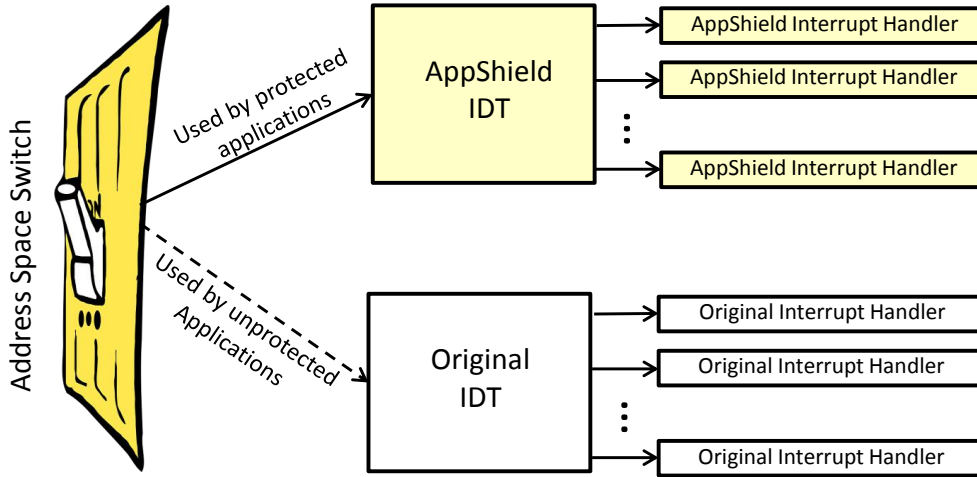 Address Space Switch
Used by protected
applications
Used by unprotected
Applications
AppShield
IDT
AppShield Interrupt Handler
AppShield Interrupt Handler
AppShield Interrupt Handler
Original
IDT
Original Interrupt Handler
Original Interrupt Handler
Original Interrupt Handler